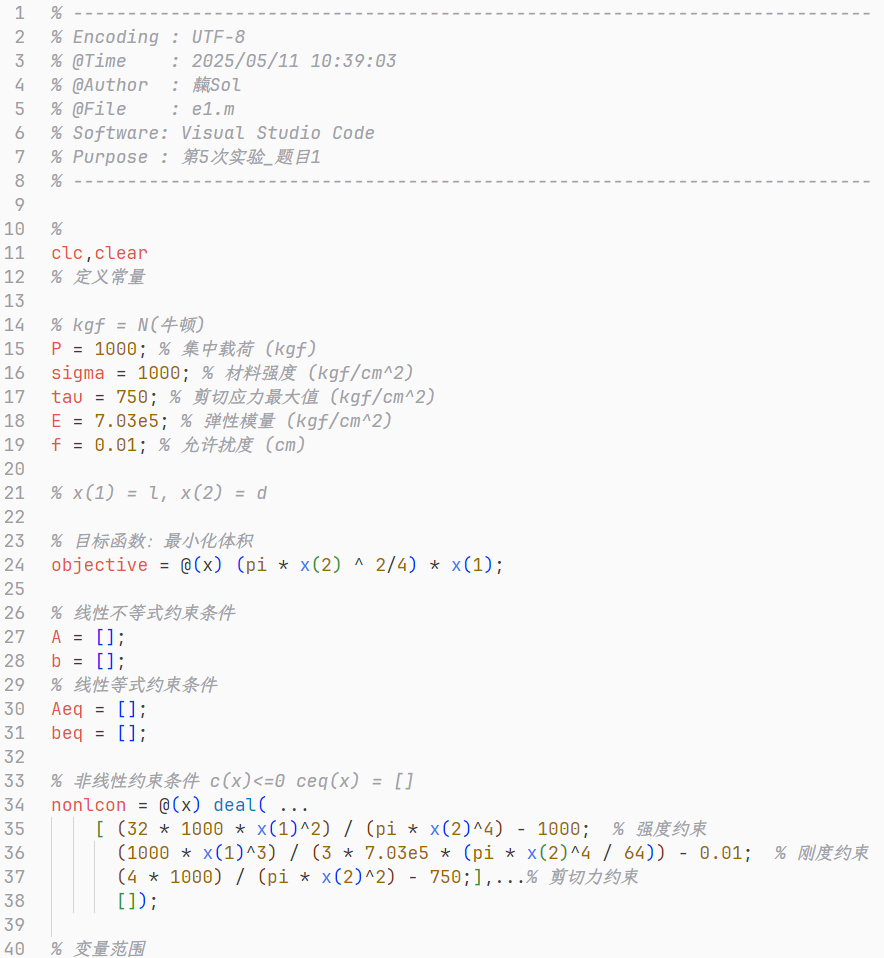 1 % --------------------------------------------------------------------------
2 % Encoding : UTF-8
3 % @Time    : 2025/05/11 10:39:03
4 % @Author  : Sol
5 % @File    : e1.m
6 % Software: Visual Studio Code
7 % Purpose : 第5次实验_题目1
8 % --------------------------------------------------------------------------
9
10 %
11 clc,clear
12 % 定义常量
13
14 % kgf = N(牛顿)
15 P = 1000; % 集中载荷 (kgf)
16 sigma = 1000; % 材料强度 (kgf/cm^2)
17 tau = 750; % 剪切应力最大值 (kgf/cm^2)
18 E = 7.03e5; % 弹性模量 (kgf/cm^2)
19 f = 0.01; % 允许扰度 (cm)
20
21 % x(1) = l, x(2) = d
22
23 % 目标函数: 最小化体积
24 objective = @(x) (pi * x(2) ^ 2/4) * x(1);
25
26 % 线性不等式约束条件
27 A = [];
28 b = [];
29 % 线性等式约束条件
30 Aeq = [];
31 beq = [];
32
33 % 非线性约束条件 c(x)<=0 ceq(x) = []
34 nonlcon = @(x) deal( ...
35     [ (32 * 1000 * x(1)^2) / (pi * x(2)^4) - 1000;  % 强度约束
36       (1000 * x(1)^3) / (3 * 7.03e5 * (pi * x(2)^4 / 64)) - 0.01;  % 刚度约束
37       (4 * 1000) / (pi * x(2)^2) - 750;],...% 剪切力约束
38       []);
39
40 % 变量范围